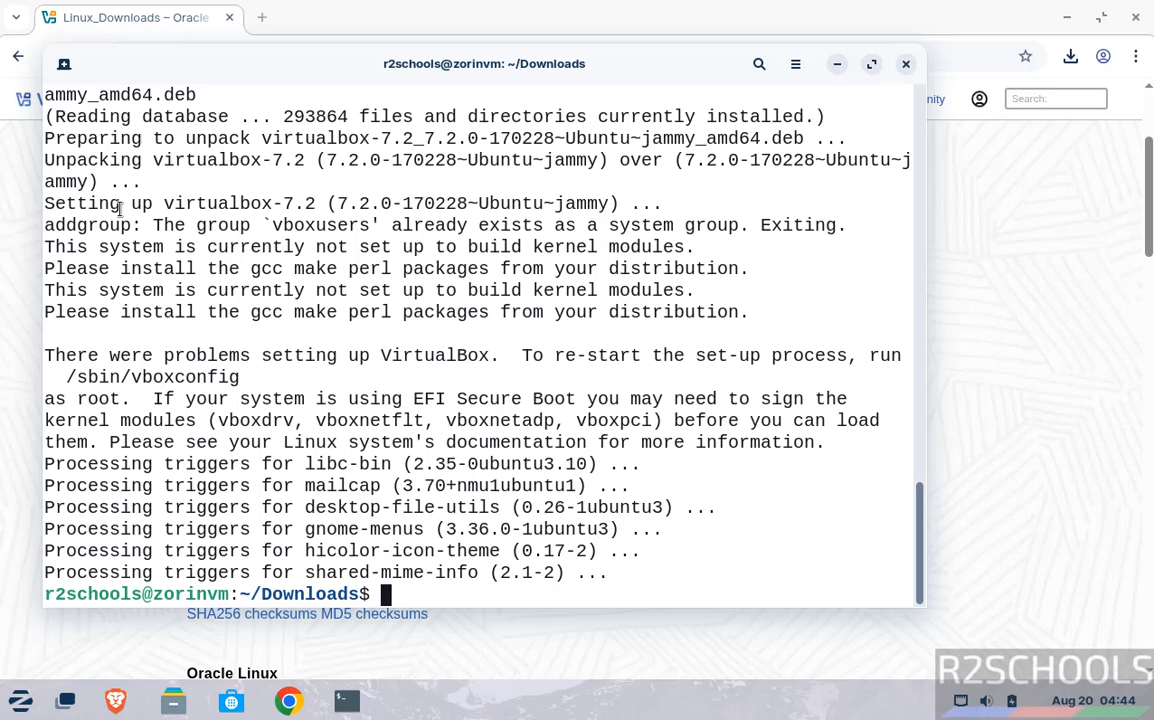 Linux_Downloads – Oracle
r2schools@zorinvm: ~/Downloads
nity
Search:
ammy_amd64.deb
(Reading database ... 293864 files and directories currently installed.)
Preparing to unpack virtualbox-7.2_7.2.0-170228~Ubuntu~jammy_amd64.deb ...
Unpacking virtualbox-7.2 (7.2.0-170228~Ubuntu~jammy) over (7.2.0-170228~Ubuntu~j
ammy) ...
Setting up virtualbox-7.2 (7.2.0-170228~Ubuntu~jammy) ...
addgroup: The group `vboxusers' already exists as a system group. Exiting.
This system is currently not set up to build kernel modules.
Please install the gcc make perl packages from your distribution.
This system is currently not set up to build kernel modules.
Please install the gcc make perl packages from your distribution.
There were problems setting up VirtualBox.  To re-start the set-up process, run
  /sbin/vboxconfig
as root.  If your system is using EFI Secure Boot you may need to sign the
kernel modules (vboxdrv, vboxnetflt, vboxnetadp, vboxpci) before you can load
them. Please see your Linux system's documentation for more information.
Processing triggers for libc-bin (2.35-0ubuntu3.10) ...
Processing triggers for mailcap (3.70+nmu1ubuntu1) ...
Processing triggers for desktop-file-utils (0.26-1ubuntu3) ...
Processing triggers for gnome-menus (3.36.0-1ubuntu3) ...
Processing triggers for hicolor-icon-theme (0.17-2) ...
Processing triggers for shared-mime-info (2.1-2) ...
r2schools@zorinvm:~/Downloads$
SHA256 checksums MD5 checksums
Oracle Linux
R2SCHOOLS
Aug 20 04:44